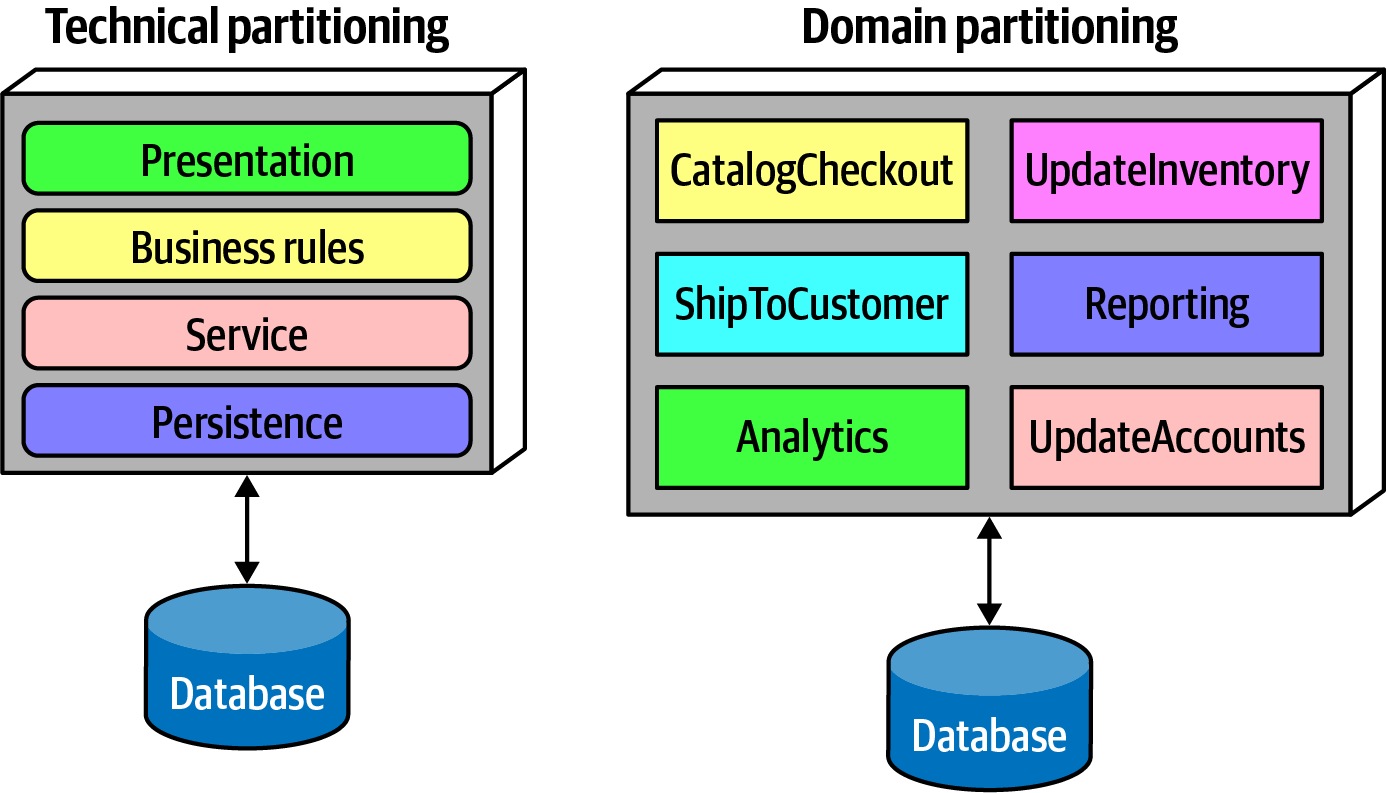 Technical partitioning
Presentation
Business rules
Service
Persistence
Database
Domain partitioning
CatalogCheckout
UpdateInventory
ShipToCustomer
Reporting
Analytics
UpdateAccounts
Database